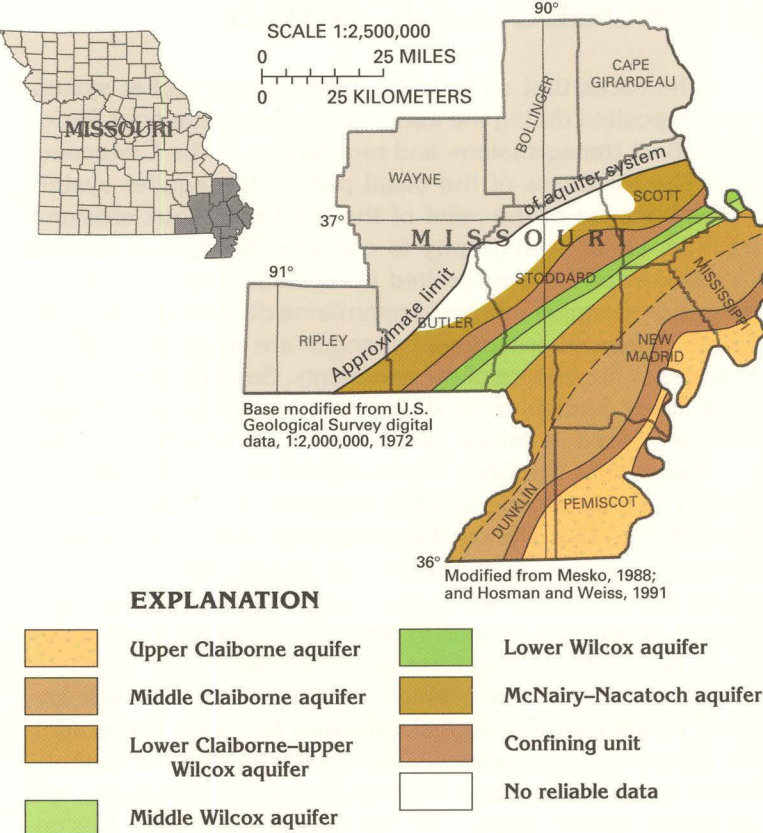 MISSOURI
SCALE 1:2,500,000
0 25 MILES
0 25 KILOMETERS
90°
CAPE
GIRARDEAU
BOLLINGER
WAYNE
Approximate limit of aquifer system
SCOTT
37°
MISSOURI
STODDARD
MISSISSIPPI
91°
BUTLER
RIPLEY
NEW
MADRID
Base modified from U.S.
Geological Survey digital
data, 1:2,000,000, 1972
DUNKLIN
PEMISCOT
36°
Modified from Mesko, 1988;
and Hosman and Weiss, 1991
EXPLANATION
Upper Claiborne aquifer
Middle Claiborne aquifer
Lower Claiborne–upper
Wilcox aquifer
Middle Wilcox aquifer
Lower Wilcox aquifer
McNairy–Nacatoch aquifer
Confining unit
No reliable data